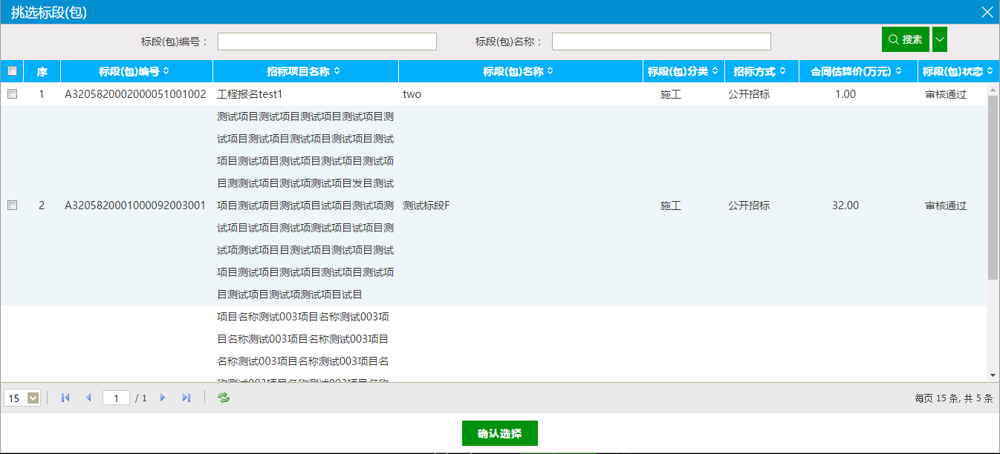 挑选标段(包)
标段(包)编号： 标段(包)名称： 搜索
序 标段(包)编号 招标项目名称 标段(包)名称 标段(包)分类 招标方式 合同估算价(万元) 标段(包)状态
1 A3205820002000051001002 工程报名test1 two 施工 公开招标 1.00 审核通过
测试项目测试项目测试项目测试项目测
试项目测试项目测试项目测试项目测试
项目测试项目测试项目测试项目测试项
目测测试项目测试项测试项目发目测试
2 A3205820001000092003001 项目测试项目测试项目试项目测试项测 测试标段F 施工 公开招标 32.00 审核通过
试项目试项目测试项测试项目试项目测
试项测试项目目测试项目测试项目测试
项目测试项目测试项目测试项目测试项
目测试项目测试项测试项目试目
项目名称测试003项目名称测试003项
目名称测试003项目名称测试003项目
名称测试003项目名称测试003项目名
称测试003项目名称测试003项目名称
15 1 / 1 每页 15 条, 共 5 条
确认选择